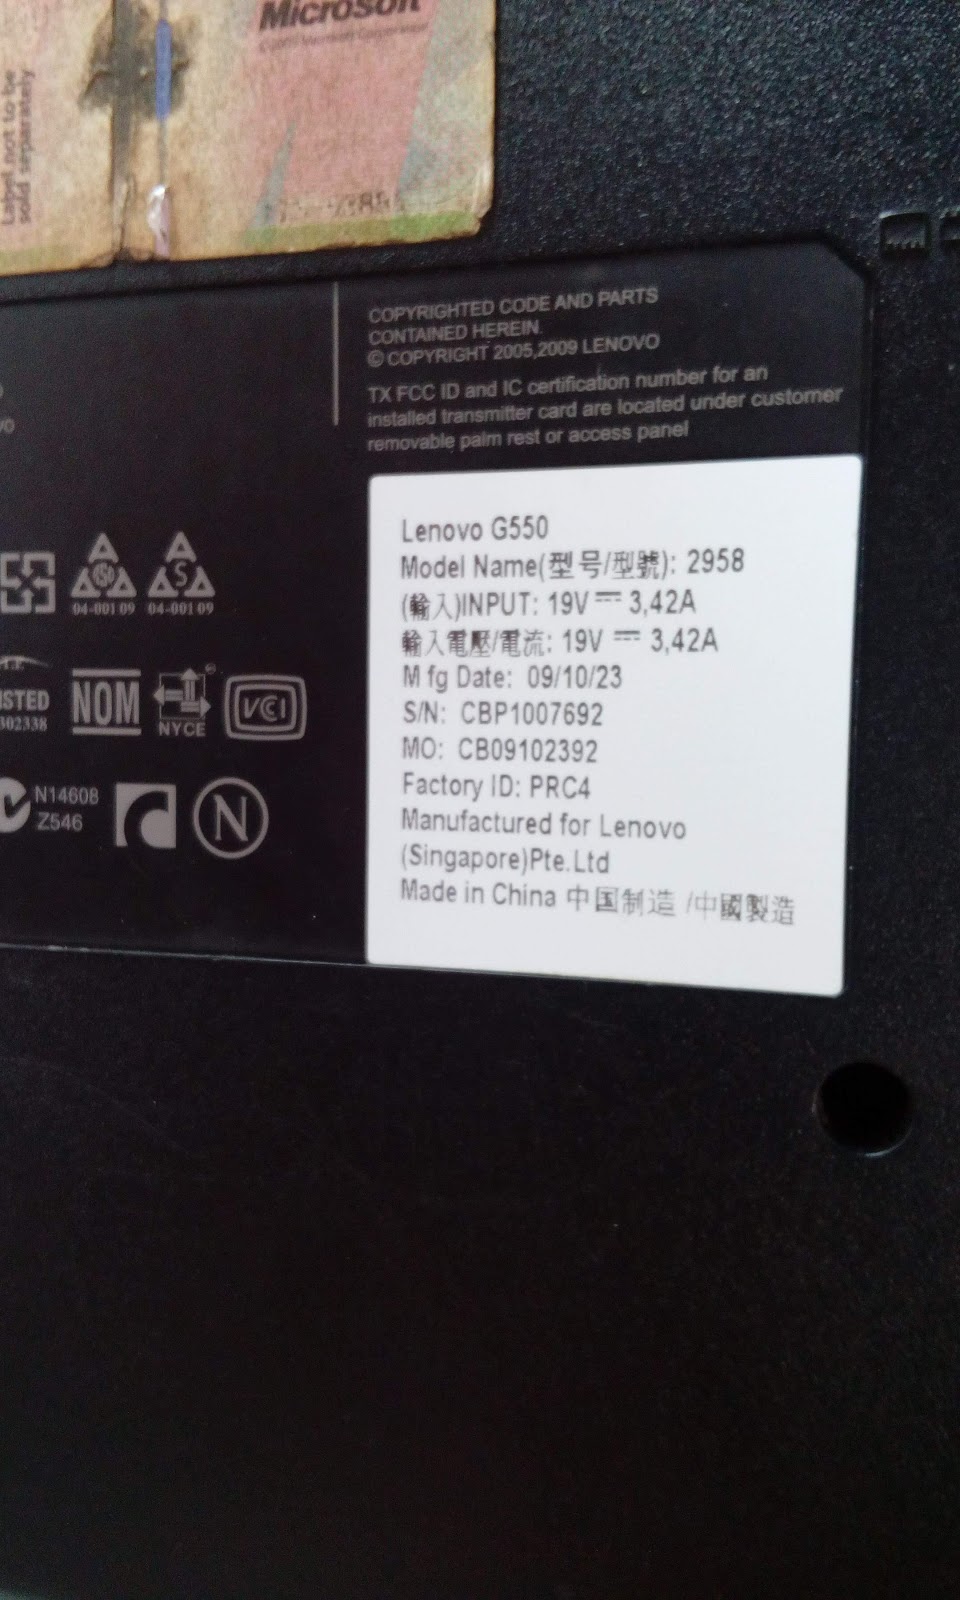 Microsoft
Label not to be
sold separately
COPYRIGHTED CODE AND PARTS
CONTAINED HEREIN.
© COPYRIGHT 2005,2009 LENOVO
TX FCC ID and IC certification number for an
installed transmitter card are located under customer
removable palm rest or access panel
Lenovo G550
Model Name(型号/型號): 2958
(輸入)INPUT: 19V ⎓ 3,42A
輸入電壓/電流: 19V ⎓ 3,42A
Mfg Date: 09/10/23
S/N: CBP1007692
MO: CB09102392
Factory ID: PRC4
Manufactured for Lenovo
(Singapore)Pte.Ltd
Made in China 中国制造 /中國製造
04-001 09 04-001 09
NOM
NYCE
VCI
N14608
Z546
N